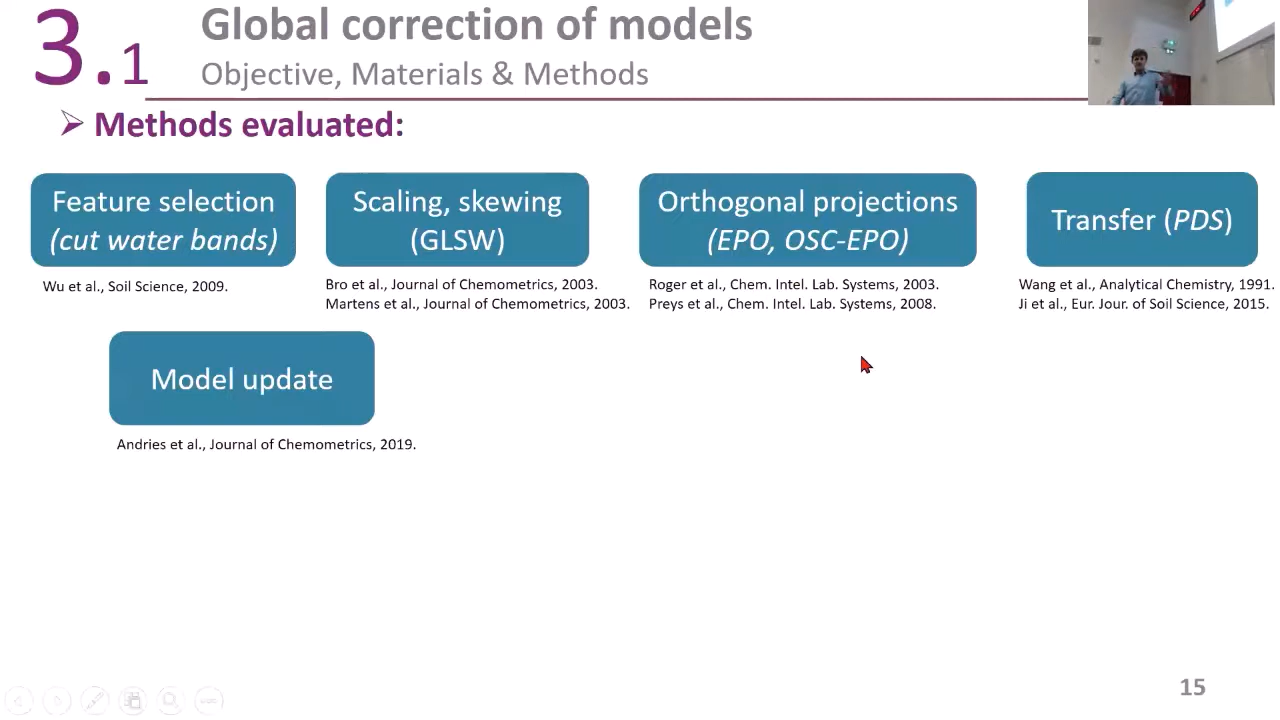 3.1
Global correction of models
Objective, Materials & Methods
Methods evaluated:
Feature selection
(cut water bands)
Wu et al., Soil Science, 2009.
Scaling, skewing
(GLSW)
Bro et al., Journal of Chemometrics, 2003.
Martens et al., Journal of Chemometrics, 2003.
Orthogonal projections
(EPO, OSC-EPO)
Roger et al., Chem. Intel. Lab. Systems, 2003.
Preys et al., Chem. Intel. Lab. Systems, 2008.
Transfer (PDS)
Wang et al., Analytical Chemistry, 1991.
Ji et al., Eur. Jour. of Soil Science, 2015.
Model update
Andries et al., Journal of Chemometrics, 2019.
15